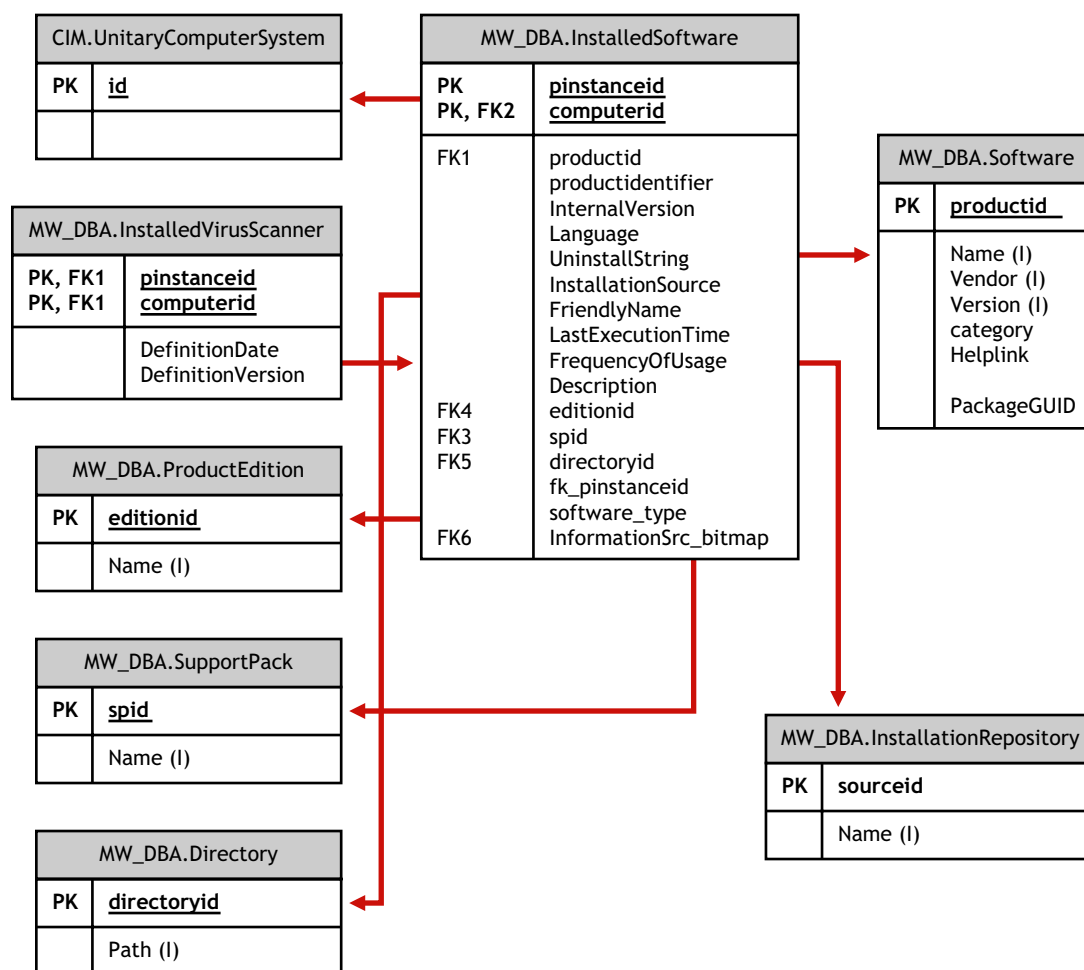 CIM.UnitaryComputerSystem
PK id
MW_DBA.InstalledSoftware
PK pinstanceid
PK, FK2 computerid
FK1 productid
productidentifier
InternalVersion
Language
UninstallString
InstallationSource
FriendlyName
LastExecutionTime
FrequencyOfUsage
Description
FK4 editionid
FK3 spid
FK5 directoryid
fk_pinstanceid
software_type
FK6 InformationSrc_bitmap
MW_DBA.Software
PK productid
Name (I)
Vendor (I)
Version (I)
category
Helplink
PackageGUID
MW_DBA.InstalledVirusScanner
PK, FK1 pinstanceid
PK, FK1 computerid
DefinitionDate
DefinitionVersion
MW_DBA.ProductEdition
PK editionid
Name (I)
MW_DBA.SupportPack
PK spid
Name (I)
MW_DBA.InstallationRepository
PK sourceid
Name (I)
MW_DBA.Directory
PK directoryid
Path (I)